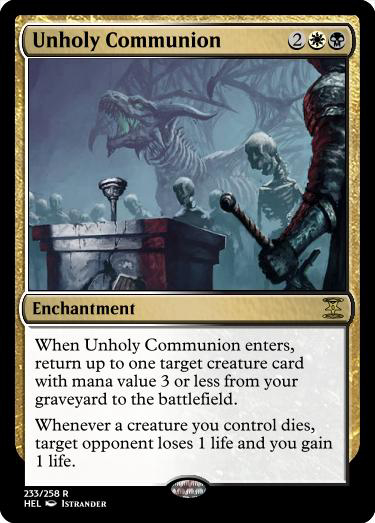 Unholy Communion 2
Enchantment
When Unholy Communion enters,
return up to one target creature card
with mana value 3 or less from your
graveyard to the battlefield.
Whenever a creature you control dies,
target opponent loses 1 life and you gain
1 life.
233/258 R
HEL Istrander